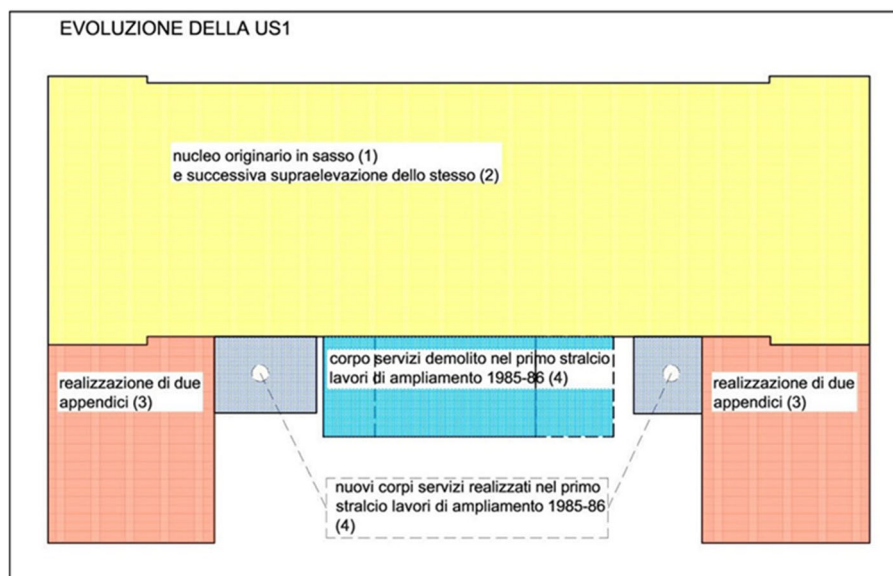 EVOLUZIONE DELLA US1
nucleo originario in sasso (1)
e successiva supraelevazione dello stesso (2)
corpo servizi demolito nel primo stralcio
lavori di ampliamento 1985-86 (4)
realizzazione di due
appendici (3)
realizzazione di due
appendici (3)
nuovi corpi servizi realizzati nel primo
stralcio lavori di ampliamento 1985-86
(4)